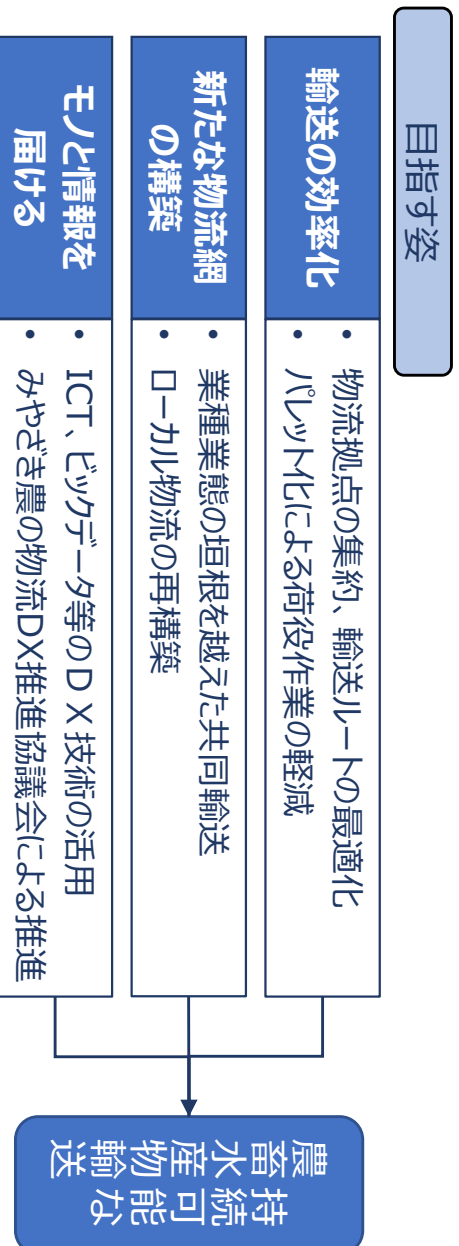 目指す姿
輸送の効率化
• 物流拠点の集約、輸送ルートの最適化
• パレット化による荷役作業の軽減
新たな物流網
の構築
• 業種業態の垣根を越えた共同輸送
• ローカル物流の再構築
モノと情報を
届ける
• ICT、ビックデータ等のDX技術の活用
• みやざき農の物流DX推進協議会による推進
持続可能な
農畜水産物輸送